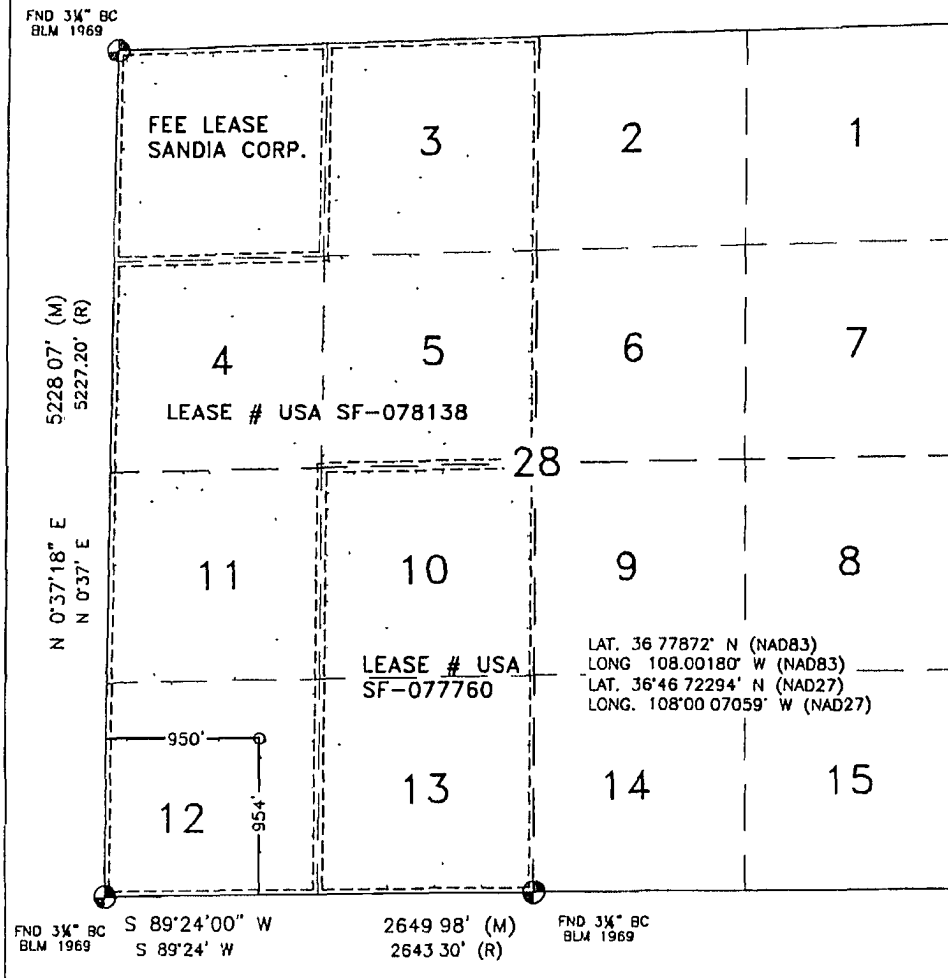 FND 3¼" BC
BLM 1969
FEE LEASE
SANDIA CORP.
3
2
1
5228 07' (M)
5227.20' (R)
4
5
6
7
LEASE # USA SF-078138
28
N 0°37'18" E
N 0°37' E
11
10
9
8
LEASE # USA
SF-077760
LAT. 36 77872° N (NAD83)
LONG 108.00180° W (NAD83)
LAT. 36°46 72294' N (NAD27)
LONG. 108°00 07059' W (NAD27)
950'
954'
12
13
14
15
FND 3¼" BC
BLM 1969
S 89°24'00" W
S 89°24' W
2649 98' (M)
2643 30' (R)
FND 3¼" BC
BLM 1969